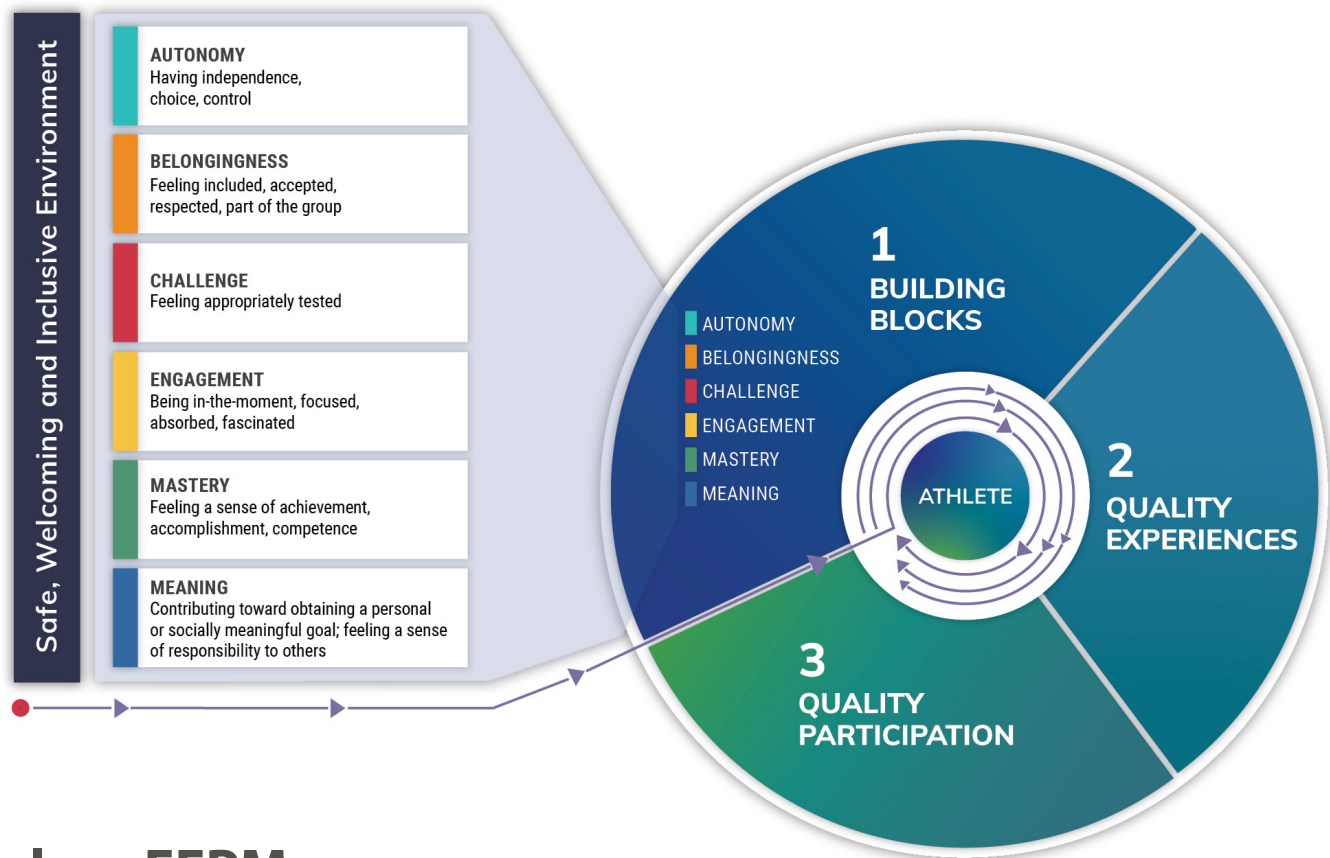 Safe, Welcoming and Inclusive Environment
AUTONOMY
Having independence,
choice, control
BELONGINGNESS
Feeling included, accepted,
respected, part of the group
CHALLENGE
Feeling appropriately tested
ENGAGEMENT
Being in-the-moment, focused,
absorbed, fascinated
MASTERY
Feeling a sense of achievement,
accomplishment, competence
MEANING
Contributing toward obtaining a personal
or socially meaningful goal; feeling a sense
of responsibility to others
1
BUILDING
BLOCKS
AUTONOMY
BELONGINGNESS
CHALLENGE
ENGAGEMENT
MASTERY
MEANING
ATHLETE
2
QUALITY
EXPERIENCES
3
QUALITY
PARTICIPATION